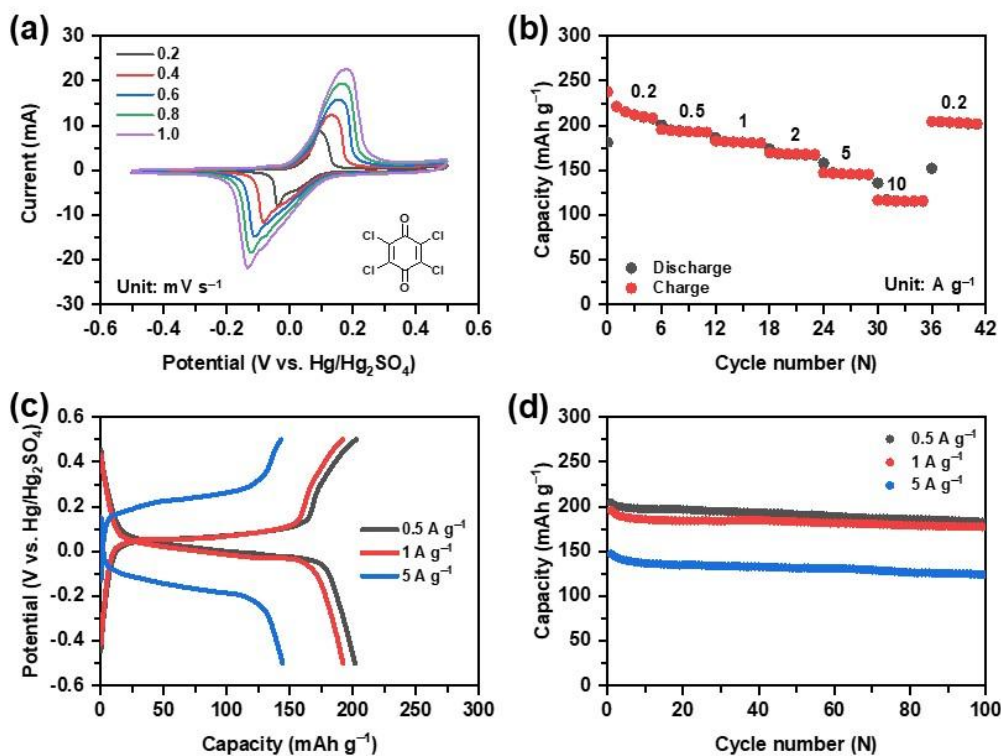 (a)
30
20
10
0
-10
-20
-30
Current (mA)
0.2
0.4
0.6
0.8
1.0
O
Cl Cl
Cl Cl
O
Unit: mV s⁻¹
-0.6 -0.4 -0.2 0.0 0.2 0.4 0.6
Potential (V vs. Hg/Hg₂SO₄)
(b)
300
250
200
150
100
50
0
Capacity (mAh g⁻¹)
0.2
0.5
1
2
5
10
0.2
Discharge
Charge
Unit: A g⁻¹
0 6 12 18 24 30 36 42
Cycle number (N)
(c)
0.6
0.4
0.2
0.0
-0.2
-0.4
-0.6
Potential (V vs. Hg/Hg₂SO₄)
0.5 A g⁻¹
1 A g⁻¹
5 A g⁻¹
0 50 100 150 200 250 300
Capacity (mAh g⁻¹)
(d)
300
250
200
150
100
50
0
Capacity (mAh g⁻¹)
0.5 A g⁻¹
1 A g⁻¹
5 A g⁻¹
0 20 40 60 80 100
Cycle number (N)